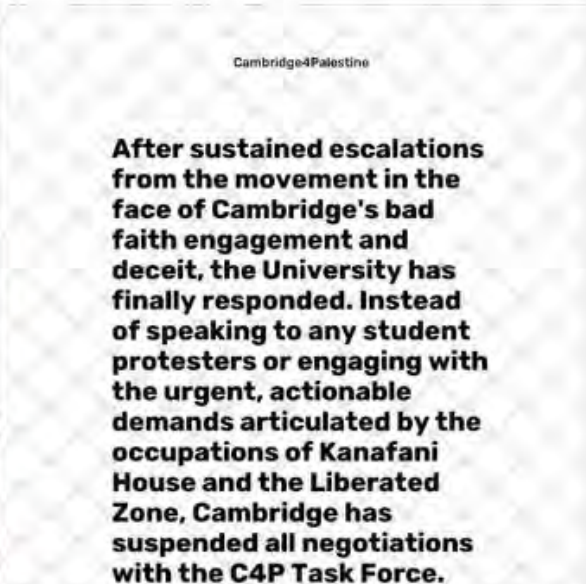 Cambridge4Palestine
After sustained escalations
from the movement in the
face of Cambridge's bad
faith engagement and
deceit, the University has
finally responded. Instead
of speaking to any student
protesters or engaging with
the urgent, actionable
demands articulated by the
occupations of Kanafani
House and the Liberated
Zone, Cambridge has
suspended all negotiations
with the C4P Task Force.